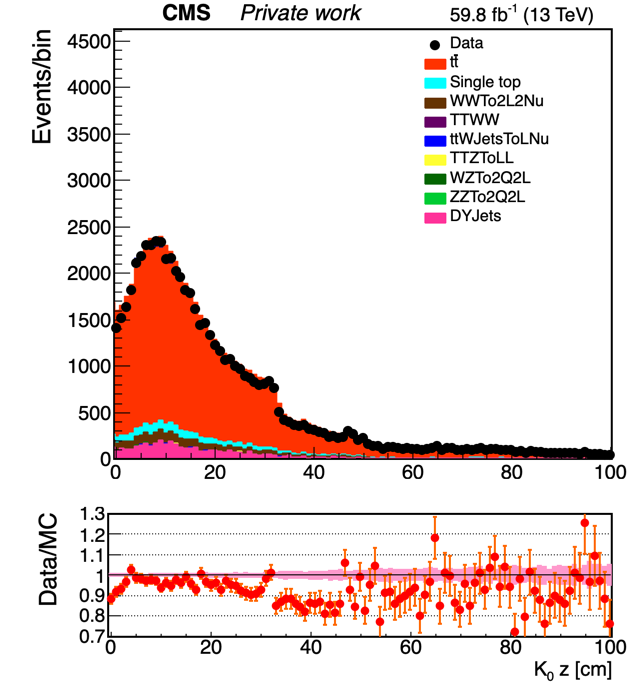 CMS Private work 59.8 fb⁻¹ (13 TeV)
Events/bin
4500
4000
3500
3000
2500
2000
1500
1000
500
0
Data
tt̄
Single top
WWTo2L2Nu
TTWW
ttWJetsToLNu
TTZToLL
WZTo2Q2L
ZZTo2Q2L
DYJets
0 20 40 60 80 100
Data/MC
1.3
1.2
1.1
1
0.9
0.8
0.7
0 20 40 60 80 100
K₀ z [cm]